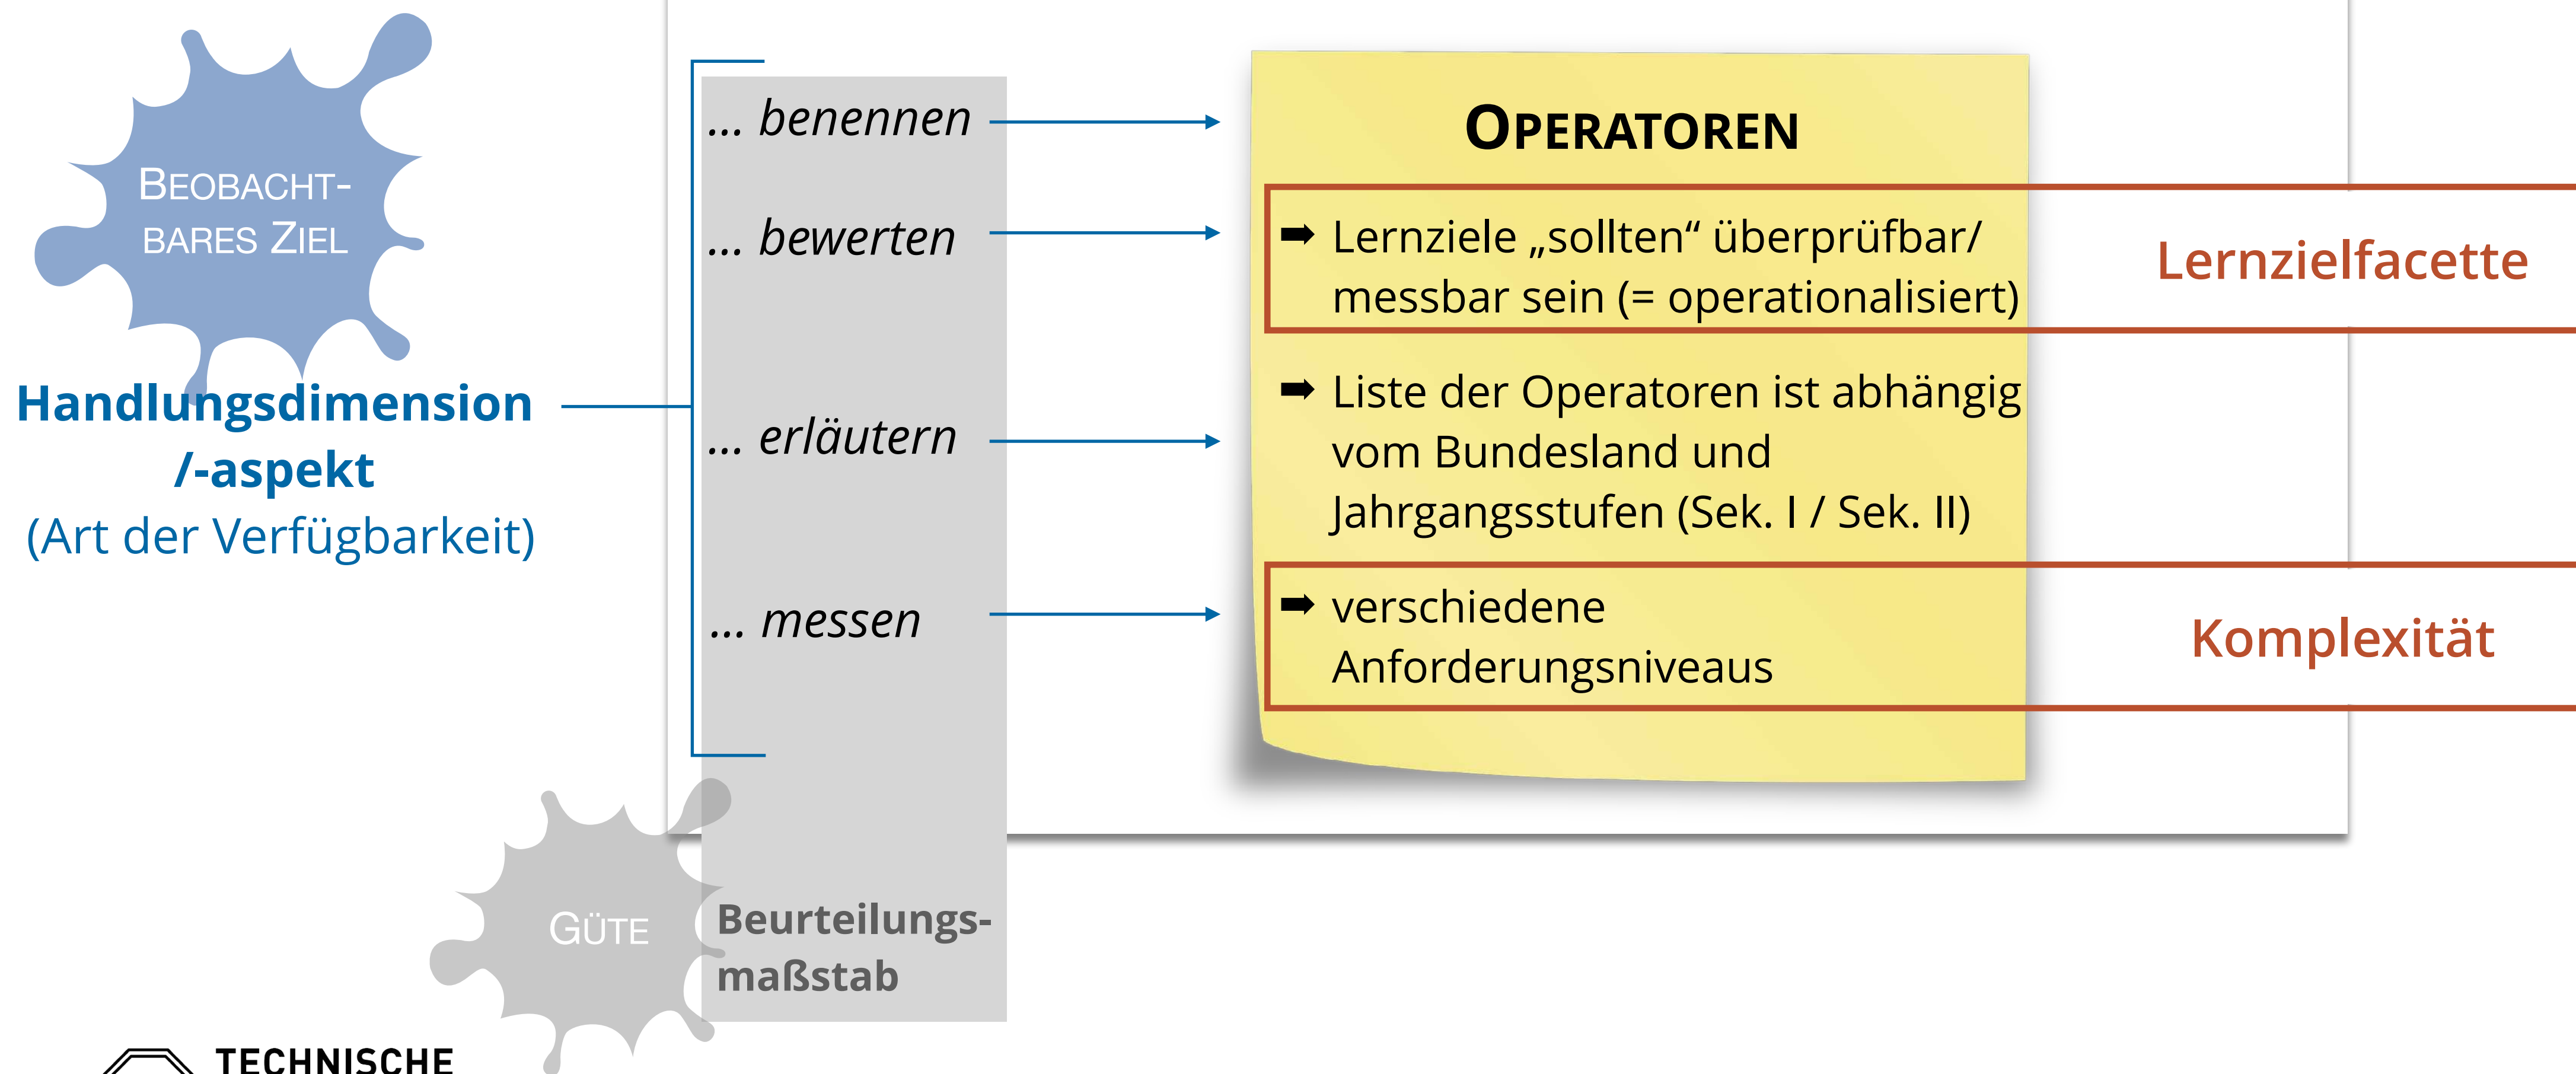 BEOBACHT-
BARES ZIEL
Handlungsdimension
/-aspekt
(Art der Verfügbarkeit)
... benennen
... bewerten
... erläutern
... messen
OPERATOREN
➡ Lernziele „sollten“ überprüfbar/
messbar sein (= operationalisiert)
➡ Liste der Operatoren ist abhängig
vom Bundesland und
Jahrgangsstufen (Sek. I / Sek. II)
➡ verschiedene
Anforderungsniveaus
Lernzielfacette
Komplexität
GÜTE
Beurteilungs-
maßstab
TECHNISCHE